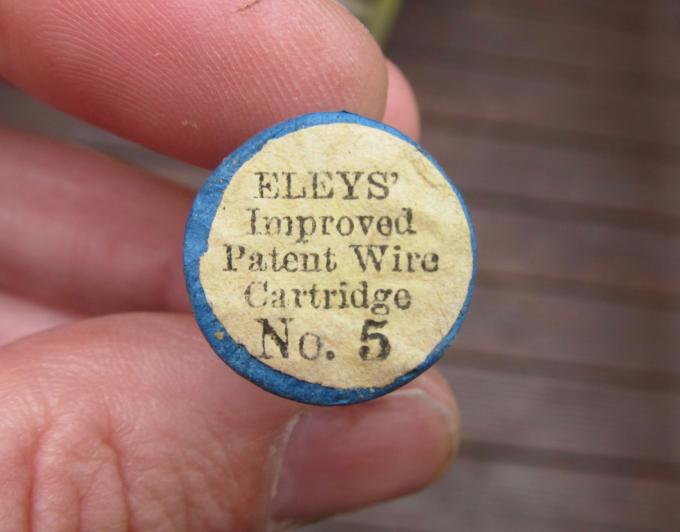 ELEYS'
Improved
Patent Wire
Cartridge
No. 5